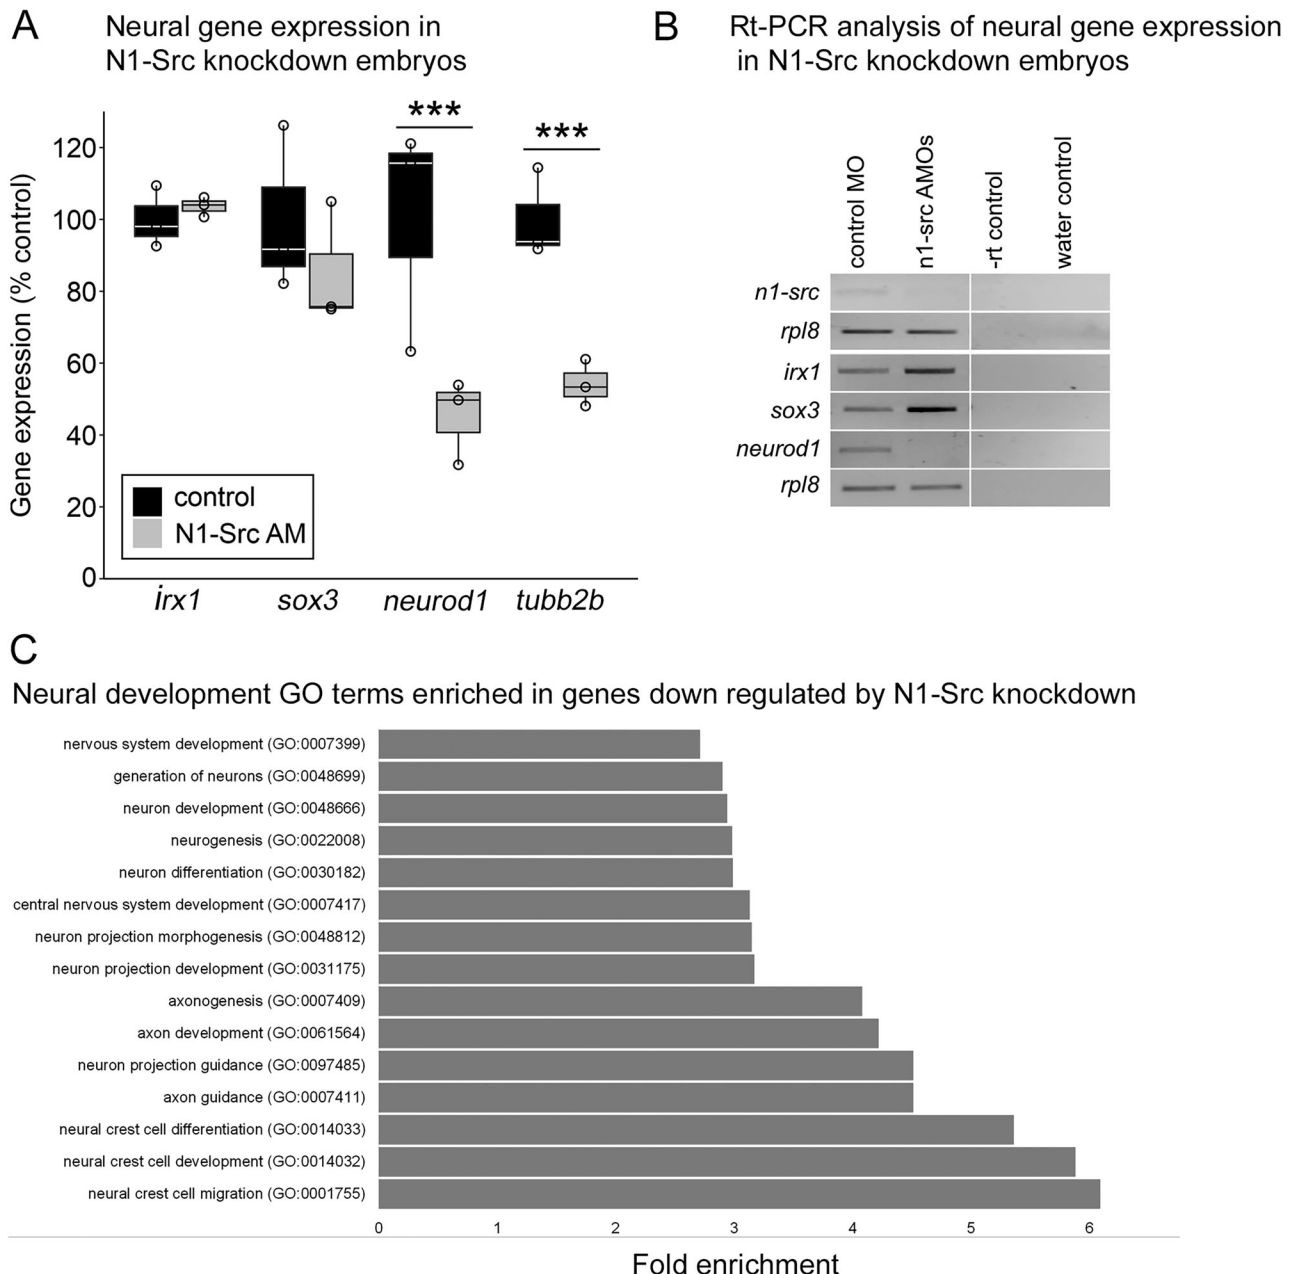 A
Neural gene expression in
N1-Src knockdown embryos
Gene expression (% control)
120
100
80
60
40
20
0
***
***
control
N1-Src AM
irx1
sox3
neurod1
tubb2b
B
Rt-PCR analysis of neural gene expression
in N1-Src knockdown embryos
control MO
n1-src AMOs
-rt control
water control
n1-src
rpl8
irx1
sox3
neurod1
rpl8
C
Neural development GO terms enriched in genes down regulated by N1-Src knockdown
nervous system development (GO:0007399)
generation of neurons (GO:0048699)
neuron development (GO:0048666)
neurogenesis (GO:0022008)
neuron differentiation (GO:0030182)
central nervous system development (GO:0007417)
neuron projection morphogenesis (GO:0048812)
neuron projection development (GO:0031175)
axonogenesis (GO:0007409)
axon development (GO:0061564)
neuron projection guidance (GO:0097485)
axon guidance (GO:0007411)
neural crest cell differentiation (GO:0014033)
neural crest cell development (GO:0014032)
neural crest cell migration (GO:0001755)
0 1 2 3 4 5 6
Fold enrichment